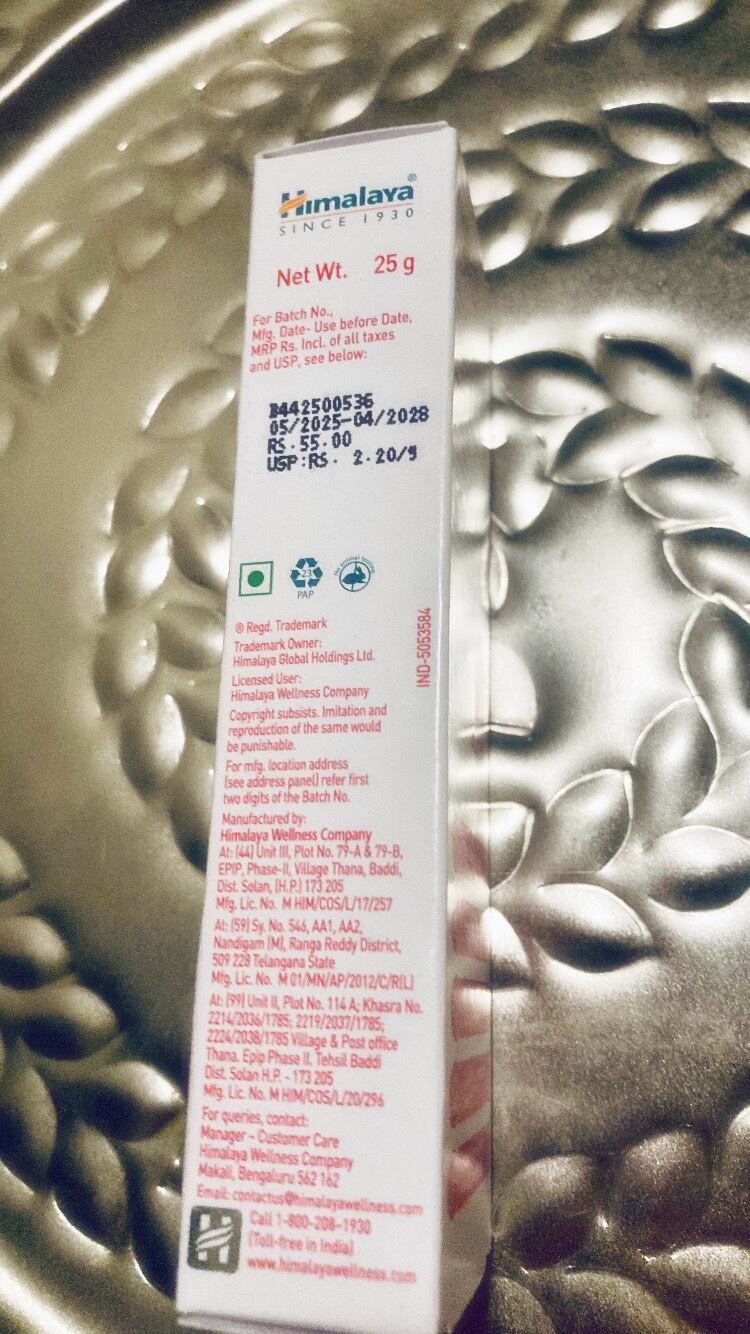 Himalaya®
SINCE 1930
Net Wt. 25 g
For Batch No.,
Mfg. Date- Use before Date,
MRP Rs. Incl. of all taxes
and USP, see below:
B442500536
05/2025-04/2028
RS.55.00
USP:RS. 2.20/g
No animal testing
23
PAP
® Regd. Trademark
Trademark Owner:
Himalaya Global Holdings Ltd.
Licensed User:
Himalaya Wellness Company
Copyright subsists. Imitation and
reproduction of the same would
be punishable.
IND-5053584
For mfg. location address
(see address panel) refer first
two digits of the Batch No.
Manufactured by:
Himalaya Wellness Company
At: (44) Unit III, Plot No. 79-A & 79-B,
EPIP, Phase-II, Village Thana, Baddi,
Dist. Solan, (H.P.) 173 205
Mfg. Lic. No. M HIM/COS/L/17/257
At: (59) Sy. No. 546, AA1, AA2,
Nandigam (M), Ranga Reddy District,
509 228 Telangana State
Mfg. Lic. No. M 01/MN/AP/2012/C/R(L)
At: (99) Unit II, Plot No. 114 A; Khasra No.
2214/2036/1785; 2219/2037/1785;
2224/2038/1785 Village & Post office
Thana, Epip Phase II, Tehsil Baddi
Dist. Solan H.P. - 173 205
Mfg. Lic. No. M HIM/COS/L/20/296
For queries, contact:
Manager - Customer Care
Himalaya Wellness Company
Makali, Bengaluru 562 162
Email: contactus@himalayawellness.com
Call 1-800-208-1930
(Toll-free in India)
www.himalayawellness.com